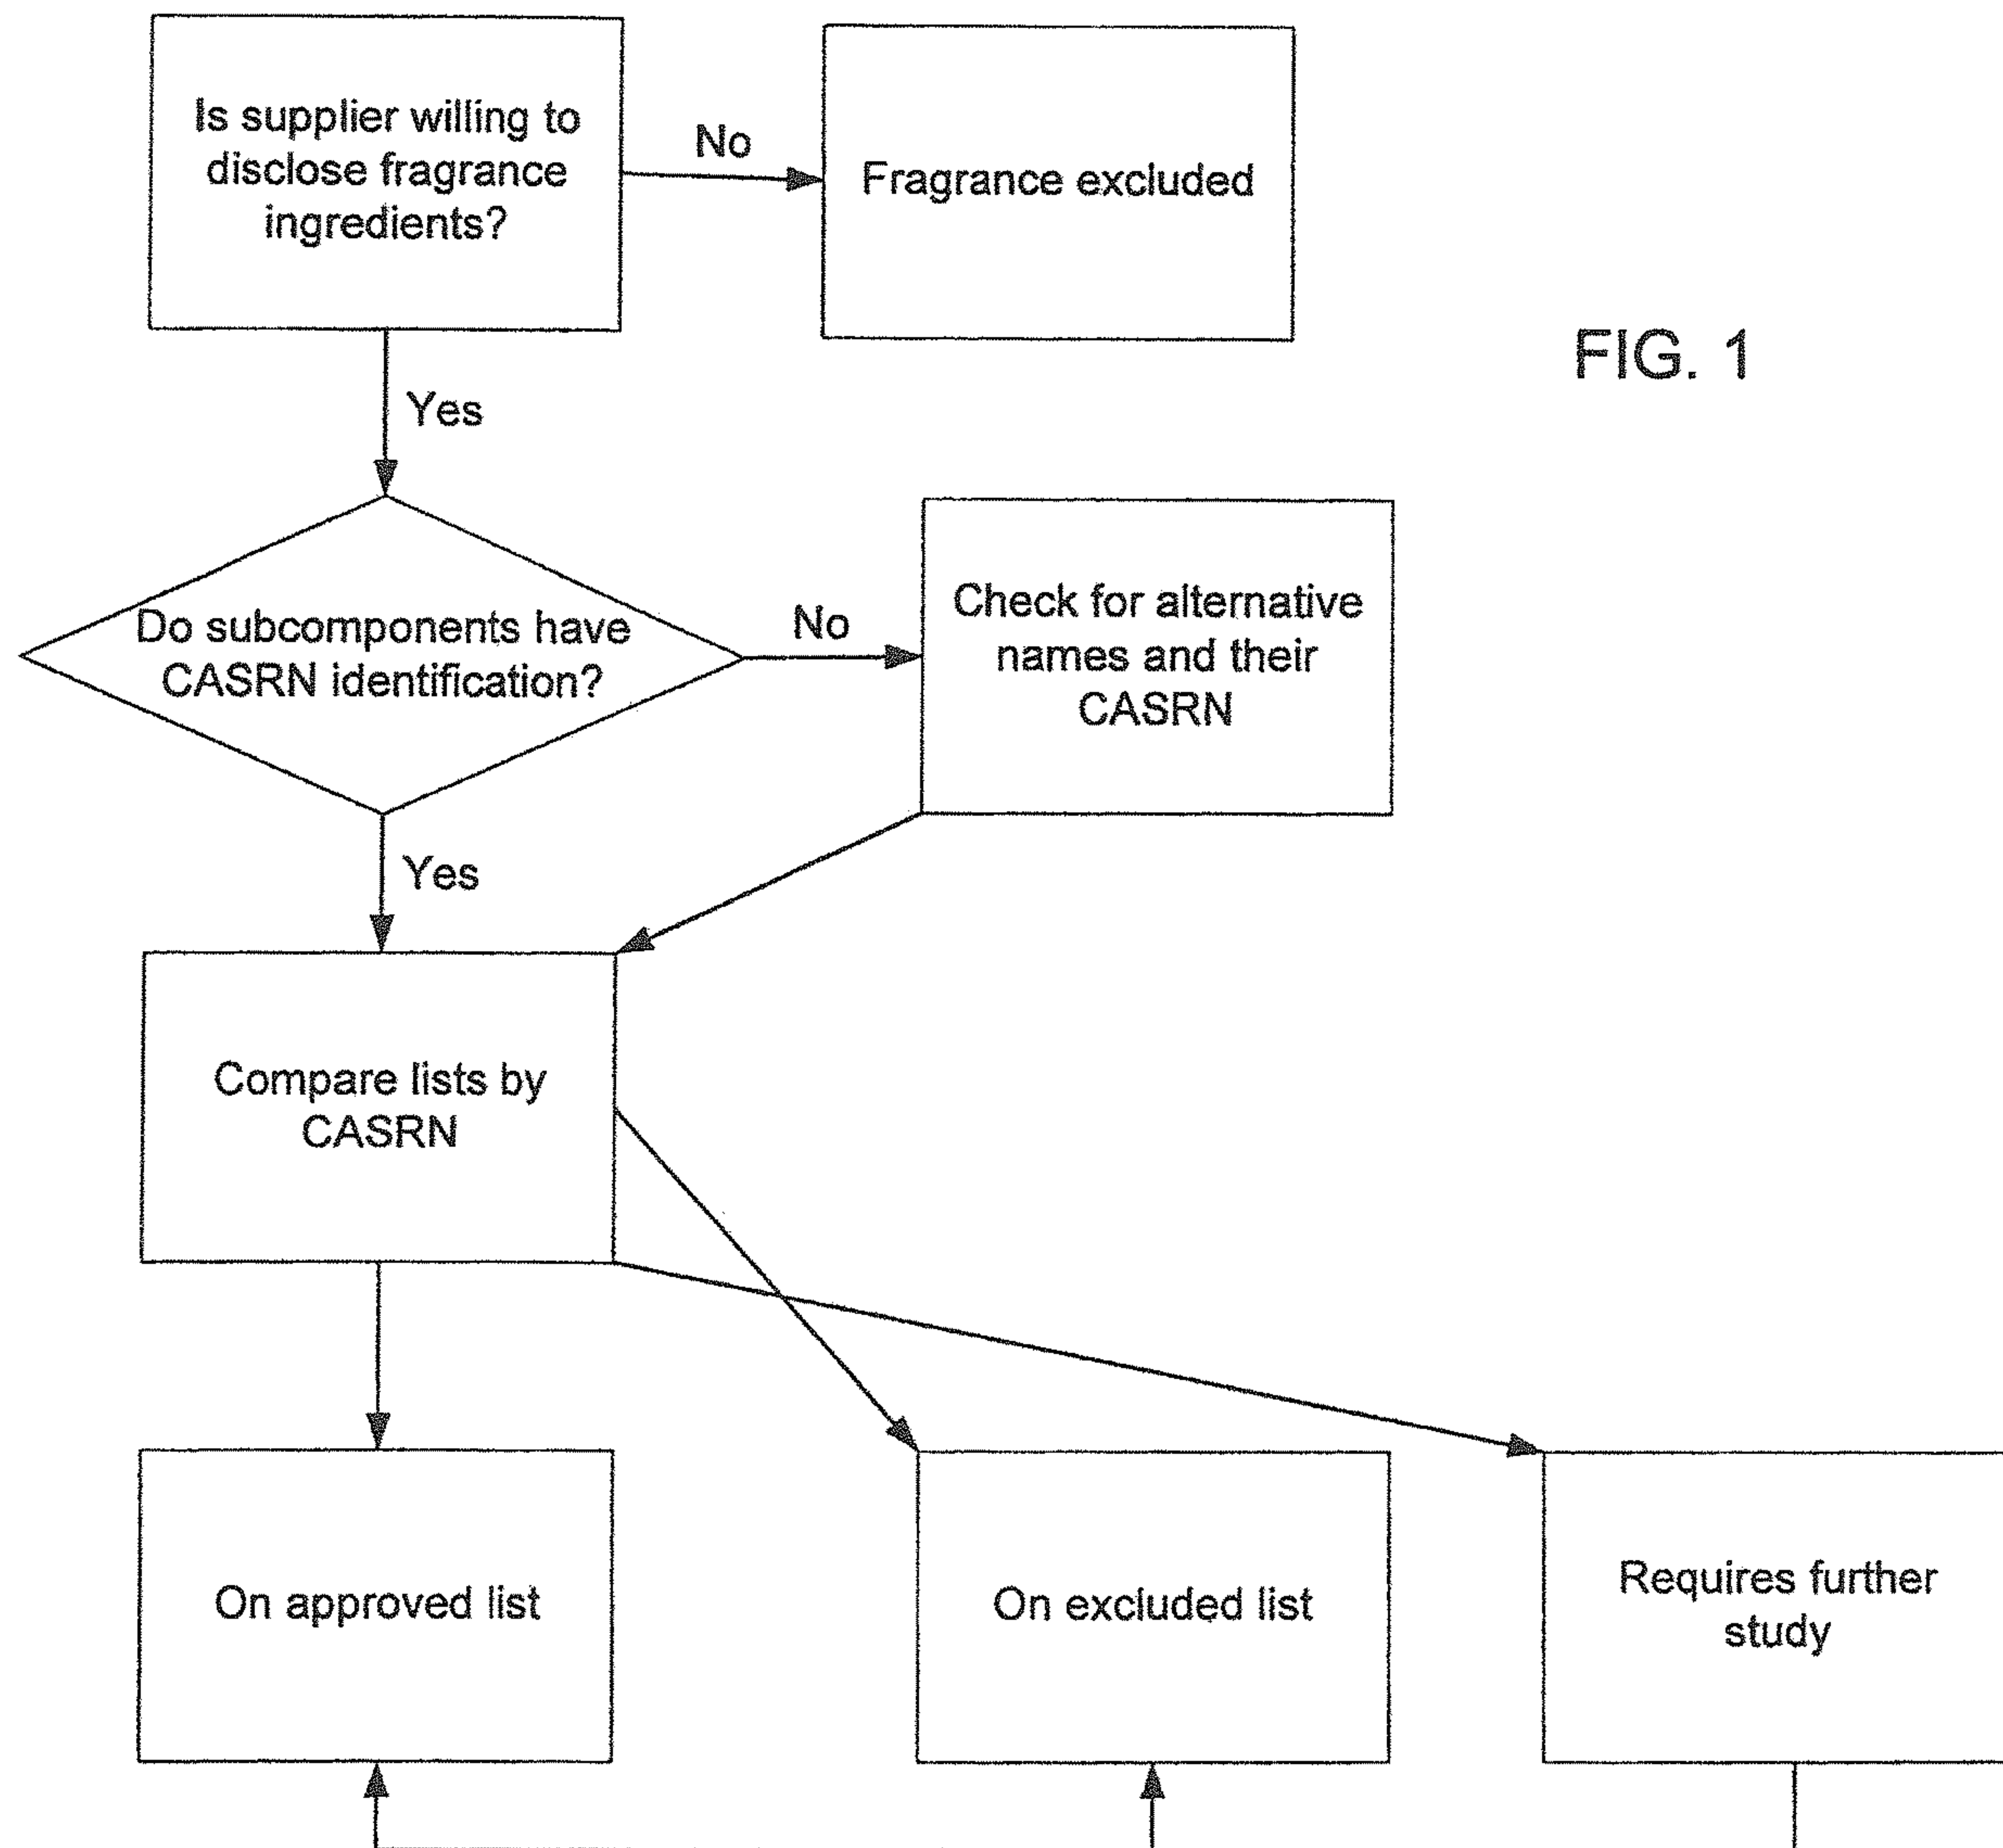 Is supplier willing to
disclose fragrance
ingredients?
No
Fragrance excluded
FIG. 1
Yes
Do subcomponents have
CASRN identification?
No
Check for alternative
names and their
CASRN
Yes
Compare lists by
CASRN
On approved list
On excluded list
Requires further
study